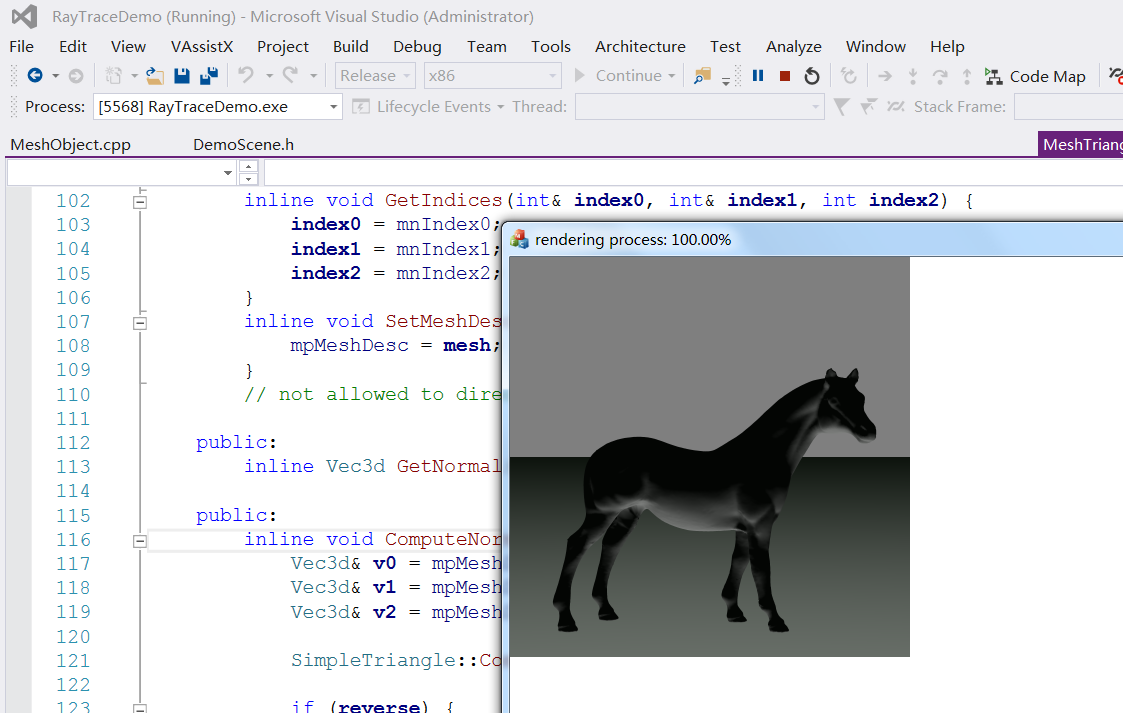 RayTraceDemo (Running) - Microsoft Visual Studio (Administrator)
File Edit View VAssistX Project Build Debug Team Tools Architecture Test Analyze Window Help
Release x86 Continue Code Map
Process: [5568] RayTraceDemo.exe Lifecycle Events Thread: Stack Frame:
MeshObject.cpp DemoScene.h MeshTriang
102 inline void GetIndices(int& index0, int& index1, int index2) {
103 index0 = mnIndex0;
rendering process: 100.00%
104 index1 = mnIndex1;
105 index2 = mnIndex2;
106 }
107 inline void SetMeshDes
108 mpMeshDesc = mesh;
109 }
110 // not allowed to dire
111
112 public:
113 inline Vec3d GetNormal
114
115 public:
116 inline void ComputeNor
117 Vec3d& v0 = mpMesh
118 Vec3d& v1 = mpMesh
119 Vec3d& v2 = mpMesh
120
121 SimpleTriangle::Co
122
123 if (reverse) {